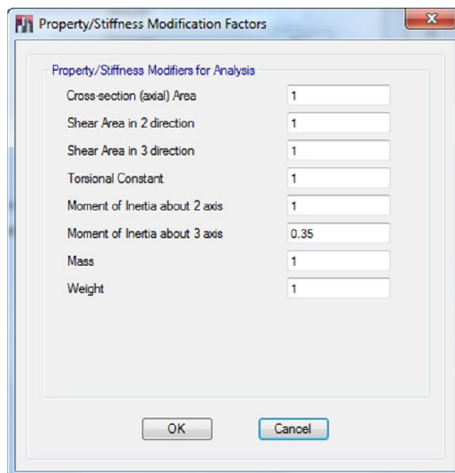 Property/Stiffness Modification Factors
Property/Stiffness Modifiers for Analysis
Cross-section (axial) Area 1
Shear Area in 2 direction 1
Shear Area in 3 direction 1
Torsional Constant 1
Moment of Inertia about 2 axis 1
Moment of Inertia about 3 axis 0.35
Mass 1
Weight 1
OK Cancel